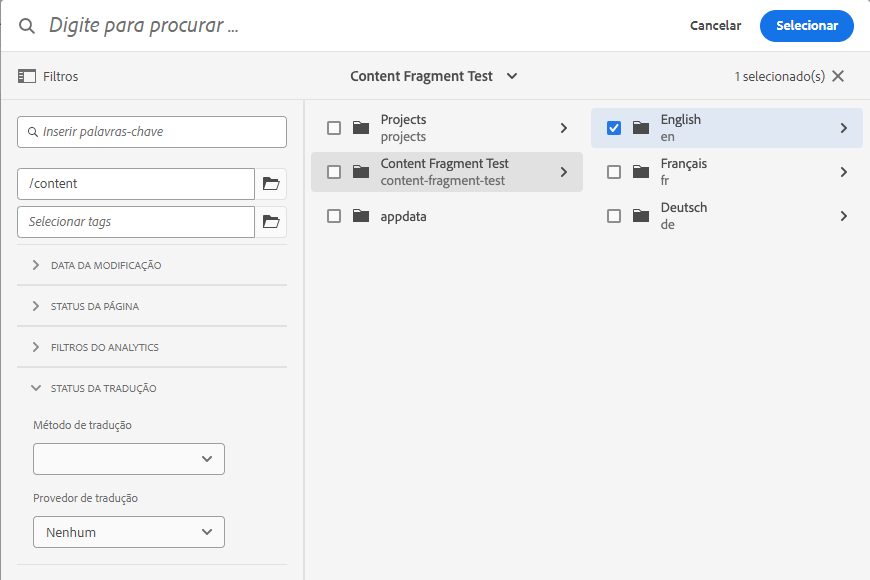 Digite para procurar ...
Cancelar
Selecionar
Filtros
Content Fragment Test
1 selecionado(s)
Inserir palavras-chave
/content
Selecionar tags
DATA DA MODIFICAÇÃO
STATUS DA PÁGINA
FILTROS DO ANALYTICS
STATUS DA TRADUÇÃO
Método de tradução
Provedor de tradução
Nenhum
Projects
projects
Content Fragment Test
content-fragment-test
appdata
English
en
Français
fr
Deutsch
de